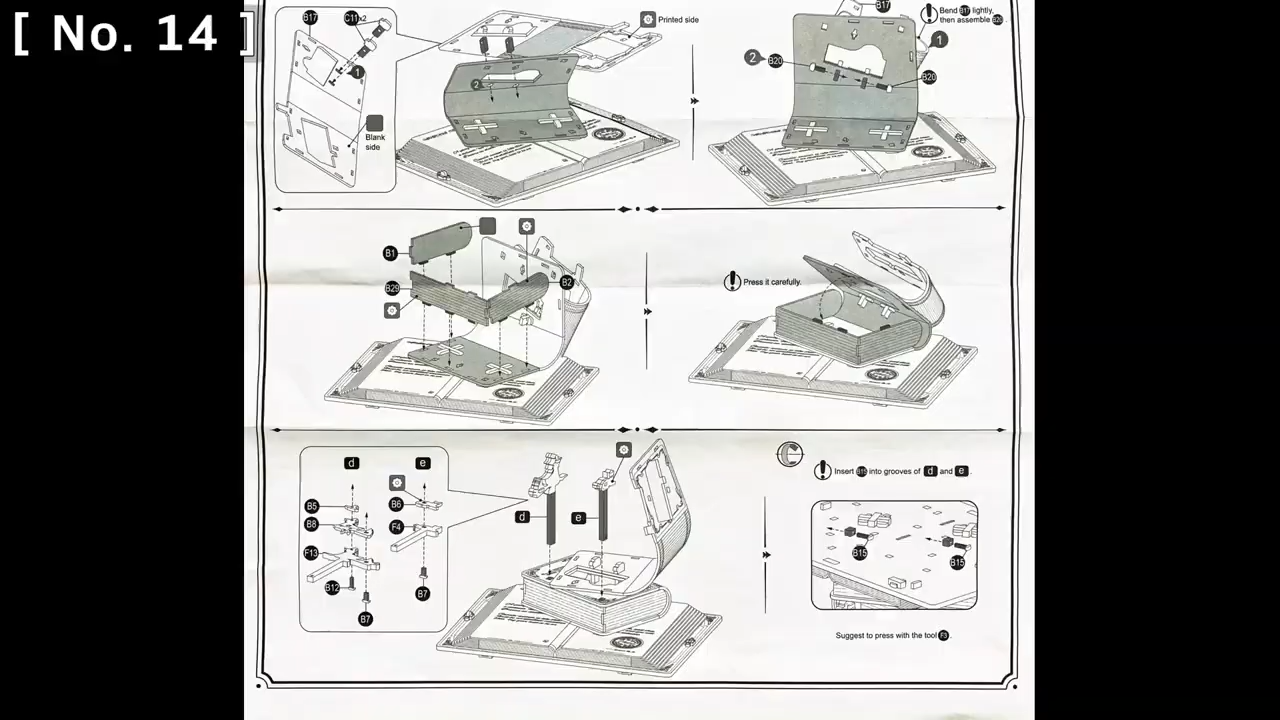 [ No. 14 ]
B17
C11x2
1
Blank
side
Printed side
2
B17
Bend B17 lightly,
then assemble B20.
1
2
B20
B20
B1
B29
B2
Press it carefully.
d
e
B5
B8
F13
B12
B7
B6
F4
B7
d
e
Insert B15 into grooves of d and e.
B15
B15
Suggest to press with the tool F3.